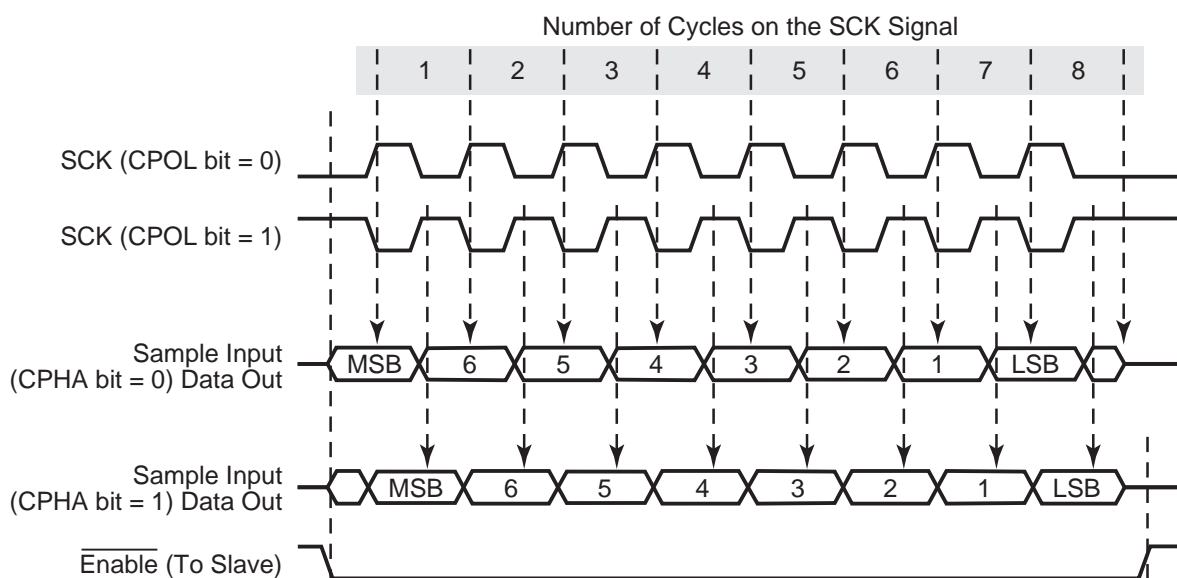 Number of Cycles on the SCK Signal
1 2 3 4 5 6 7 8
SCK (CPOL bit = 0)
SCK (CPOL bit = 1)
Sample Input
(CPHA bit = 0) Data Out
MSB 6 5 4 3 2 1 LSB
Sample Input
(CPHA bit = 1) Data Out
MSB 6 5 4 3 2 1 LSB
Enable (To Slave)